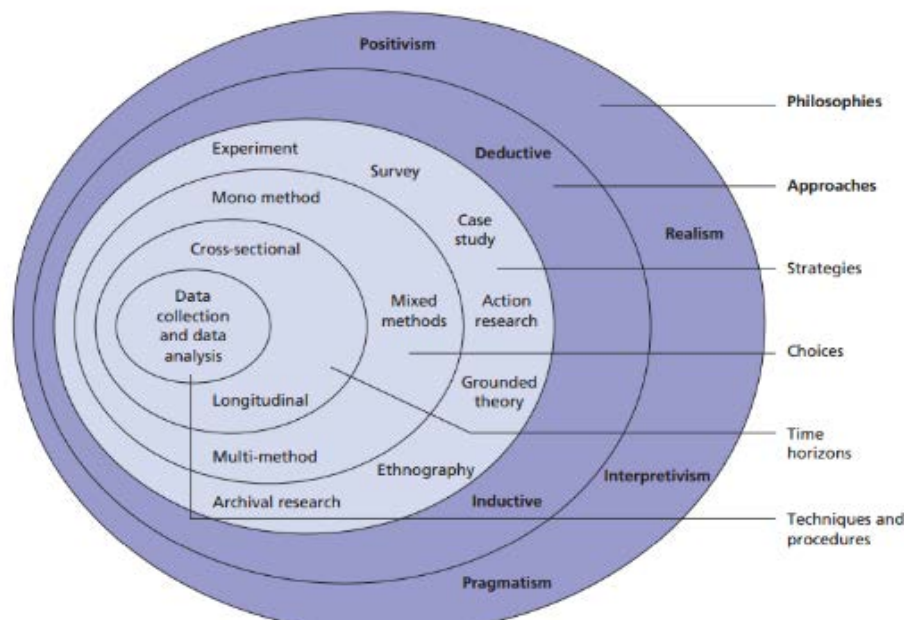 Positivism
Philosophies
Experiment
Deductive
Survey
Approaches
Mono method
Case
study
Realism
Cross-sectional
Strategies
Data
collection
and data
analysis
Mixed
methods
Action
research
Choices
Grounded
theory
Longitudinal
Time
horizons
Multi-method
Ethnography
Interpretivism
Archival research
Inductive
Techniques and
procedures
Pragmatism